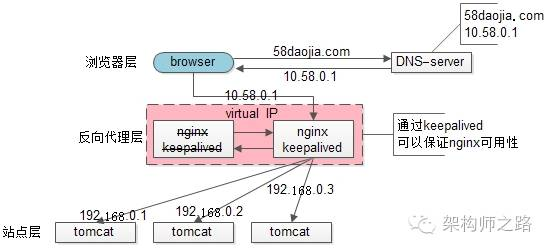 58daojia.com
10.58.0.1
浏览器层
browser
58daojia.com
10.58.0.1
DNS-server
10.58.0.1
virtual IP
反向代理层
nginx
keepalived
nginx
keepalived
通过keepalived
可以保证nginx可用性
192.168.0.1
192.168.0.2
192.168.0.3
站点层
tomcat
tomcat
tomcat
架构师之路